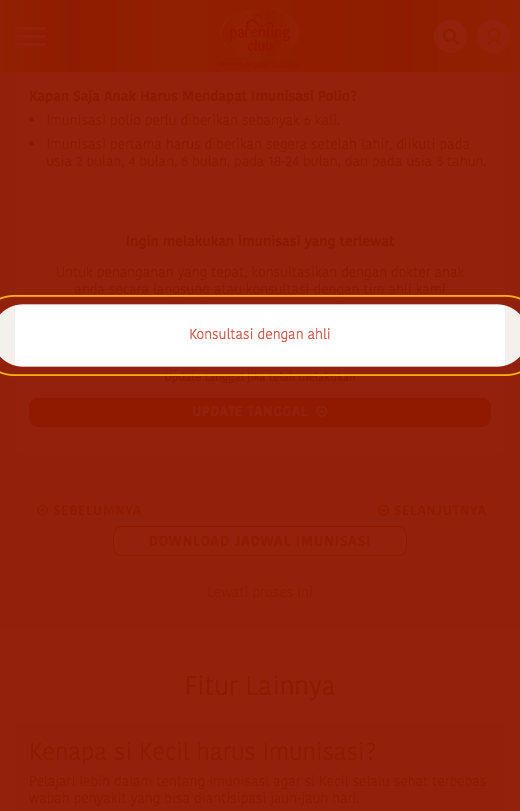 parenting
club
Kapan Saja Anak Harus Mendapat Imunisasi Polio?
• Imunisasi polio perlu diberikan sebanyak 6 kali.
• Imunisasi pertama harus diberikan segera setelah lahir, diikuti pada
usia 2 bulan, 4 bulan, 6 bulan, pada 18-24 bulan, dan pada usia 5 tahun.
Ingin melakukan imunisasi yang terlewat
Untuk penanganan yang tepat, konsultasikan dengan dokter anak
anda secara langsung atau konsultasi dengan tim ahli kami
Konsultasi dengan ahli
Update tanggal jika telah melakukan
UPDATE TANGGAL
SEBELUMNYA
SELANJUTNYA
DOWNLOAD JADWAL IMUNISASI
Lewati proses ini
Fitur Lainnya
Kenapa si Kecil harus Imunisasi?
Pelajari lebih dalam tentang imunisasi agar si Kecil selalu sehat terbebas
wabah penyakit yang bisa diantisipasi jauh-jauh hari.